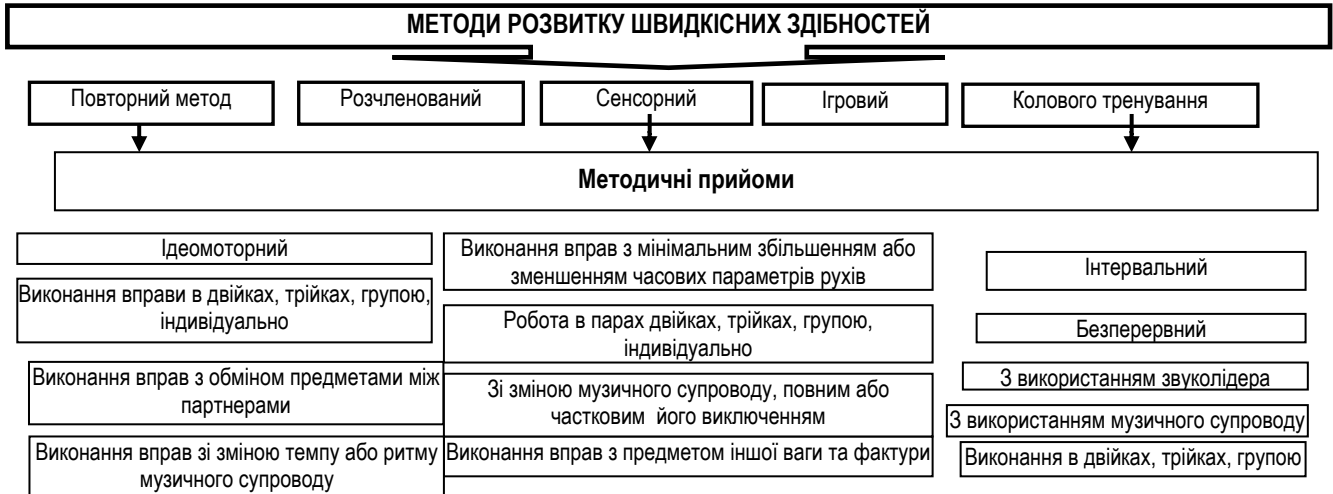 МЕТОДИ РОЗВИТКУ ШВИДКІСНИХ ЗДІБНОСТЕЙ
Повторний метод
Розчленований
Сенсорний
Ігровий
Колового тренування
Методичні прийоми
Ідеомоторний
Виконання вправи в двійках, трійках, групою,
індивідуально
Виконання вправ з обміном предметами між
партнерами
Виконання вправ зі зміною темпу або ритму
музичного супроводу
Виконання вправ з мінімальним збільшенням або
зменшенням часових параметрів рухів
Робота в парах двійках, трійках, групою,
індивідуально
Зі зміною музичного супроводу, повним або
частковим його виключенням
Виконання вправ з предметом іншої ваги та фактури
Інтервальний
Безперервний
З використанням звуколідера
З використанням музичного супроводу
Виконання в двійках, трійках, групою